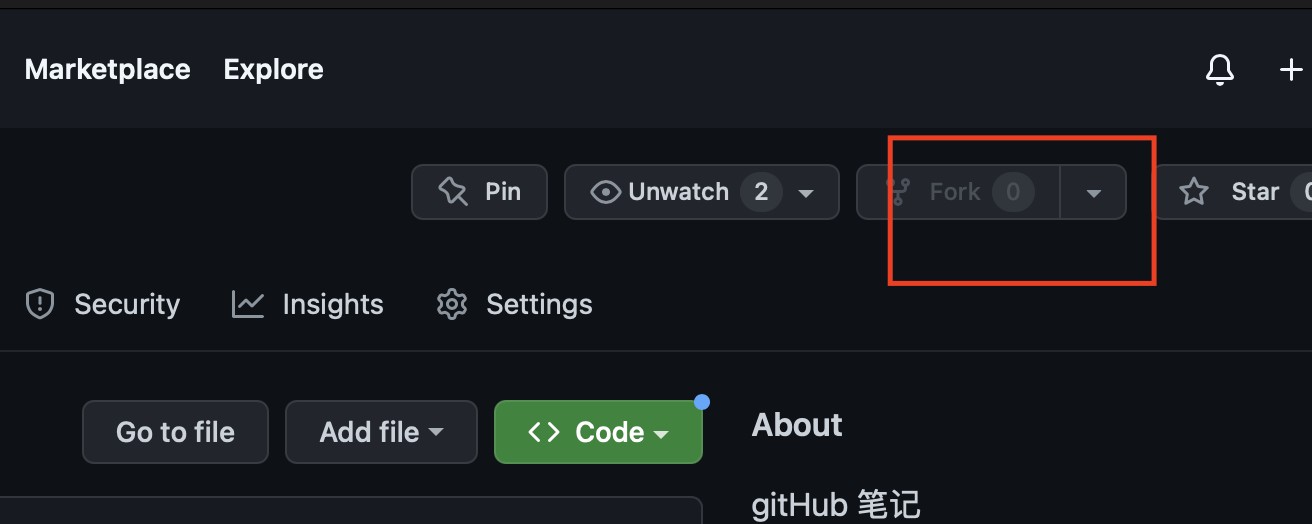 Marketplace Explore
Pin Unwatch 2 Fork 0 Star
Security Insights Settings
Go to file Add file Code About
gitHub 笔记